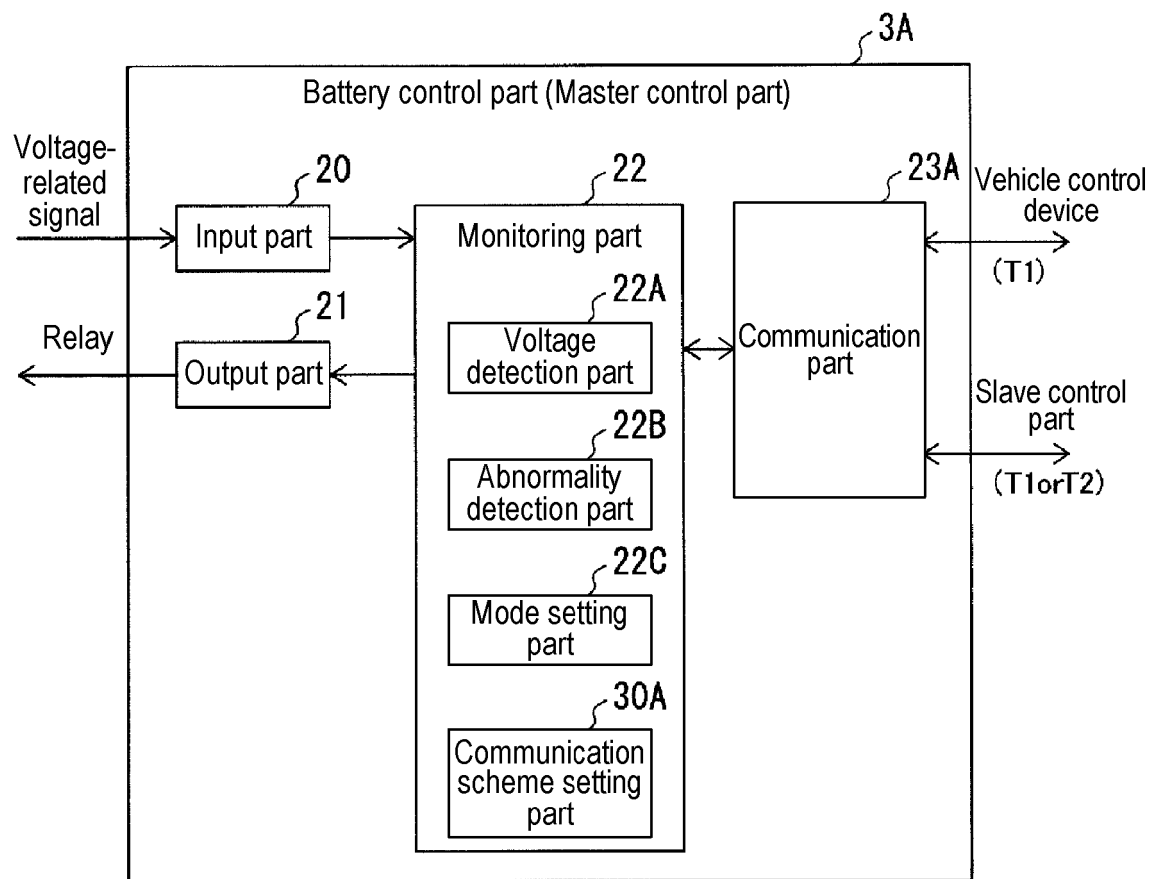 3A
Battery control part (Master control part)
Voltage-
related
signal
20
Input part
22
Monitoring part
23A
Vehicle control
device
(T1)
21
Relay
Output part
22A
Voltage
detection part
Communication
part
Slave control
part
(T1orT2)
22B
Abnormality
detection part
22C
Mode setting
part
30A
Communication
scheme setting
part